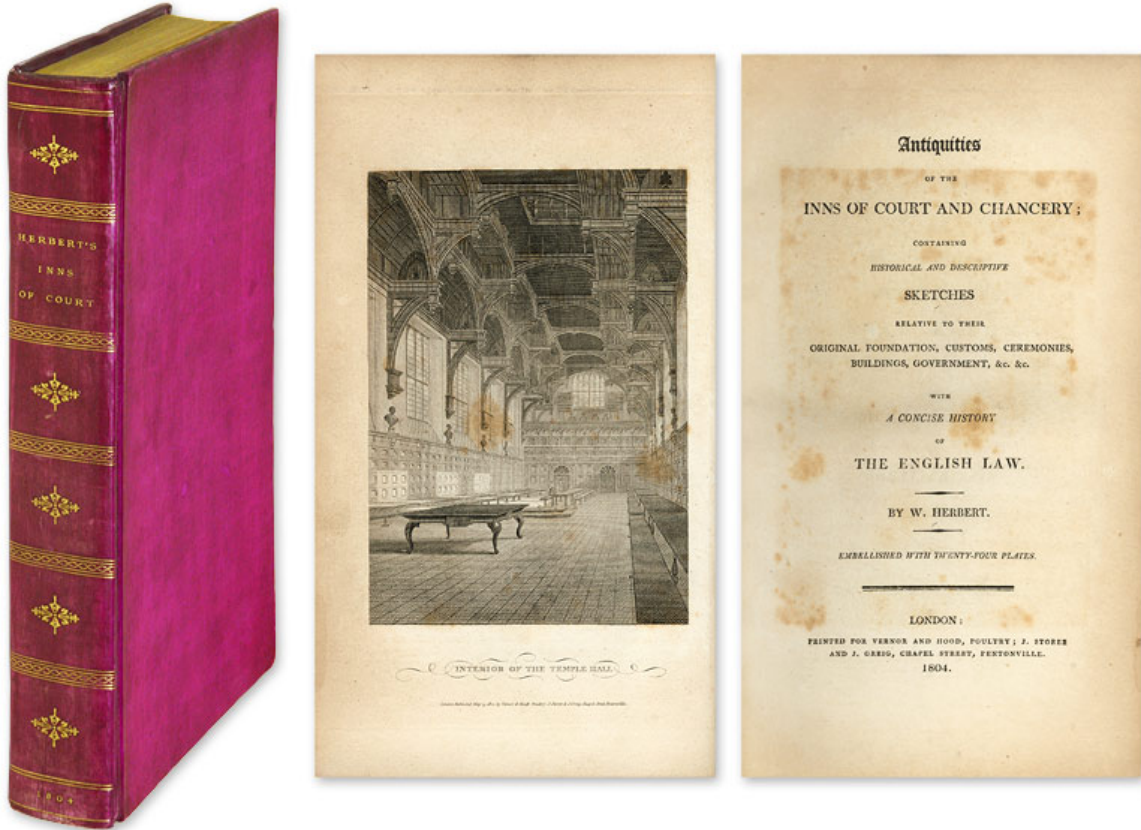 HERBERT'S
INNS
OF COURT
1804
INTERIOR OF THE TEMPLE HALL
Antiquities
OF THE
INNS OF COURT AND CHANCERY;
CONTAINING
HISTORICAL AND DESCRIPTIVE
SKETCHES
RELATIVE TO THEIR
ORIGINAL FOUNDATION, CUSTOMS, CEREMONIES,
BUILDINGS, GOVERNMENT, &c. &c.
WITH
A CONCISE HISTORY
OF
THE ENGLISH LAW.
BY W. HERBERT.
EMBELLISHED WITH TWENTY-FOUR PLATES.
LONDON:
PRINTED FOR VERNOR AND HOOD, POULTRY; J. STORER
AND J. GREIG, CHAPEL STREET, PENTONVILLE.
1804.